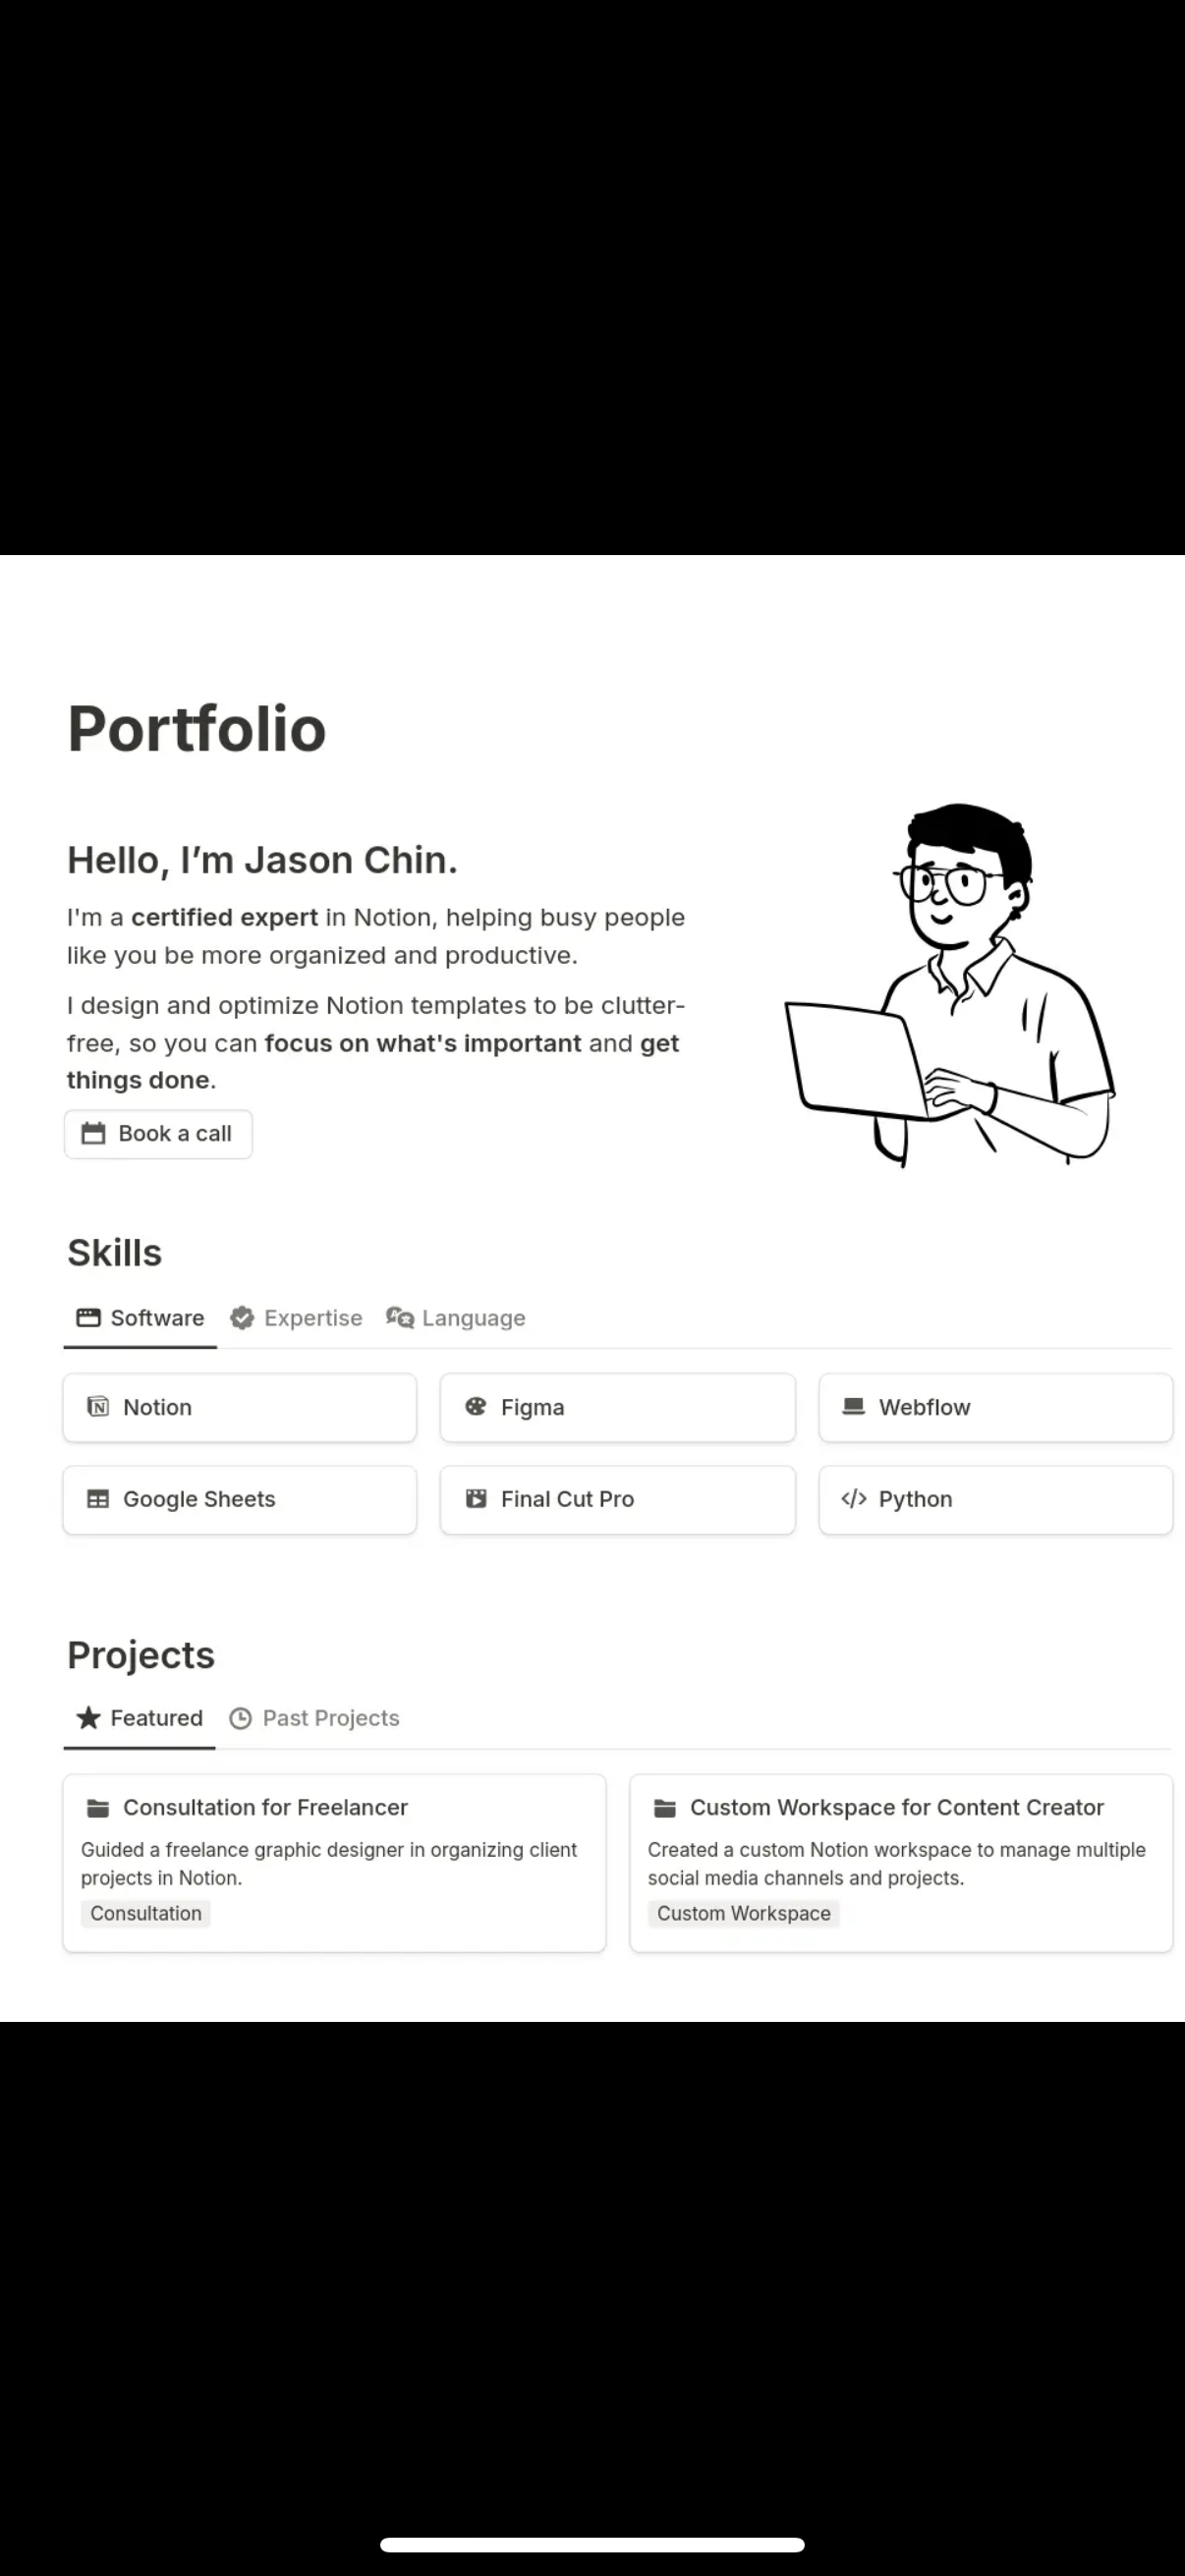 Portfolio
Hello, I’m Jason Chin.
I'm a certified expert in Notion, helping busy people
like you be more organized and productive.
I design and optimize Notion templates to be clutter-
free, so you can focus on what's important and get
things done.
Book a call
Skills
Software Expertise Language
Notion Figma Webflow
Google Sheets Final Cut Pro </> Python
Projects
Featured Past Projects
Consultation for Freelancer
Guided a freelance graphic designer in organizing client
projects in Notion.
Consultation
Custom Workspace for Content Creator
Created a custom Notion workspace to manage multiple
social media channels and projects.
Custom Workspace